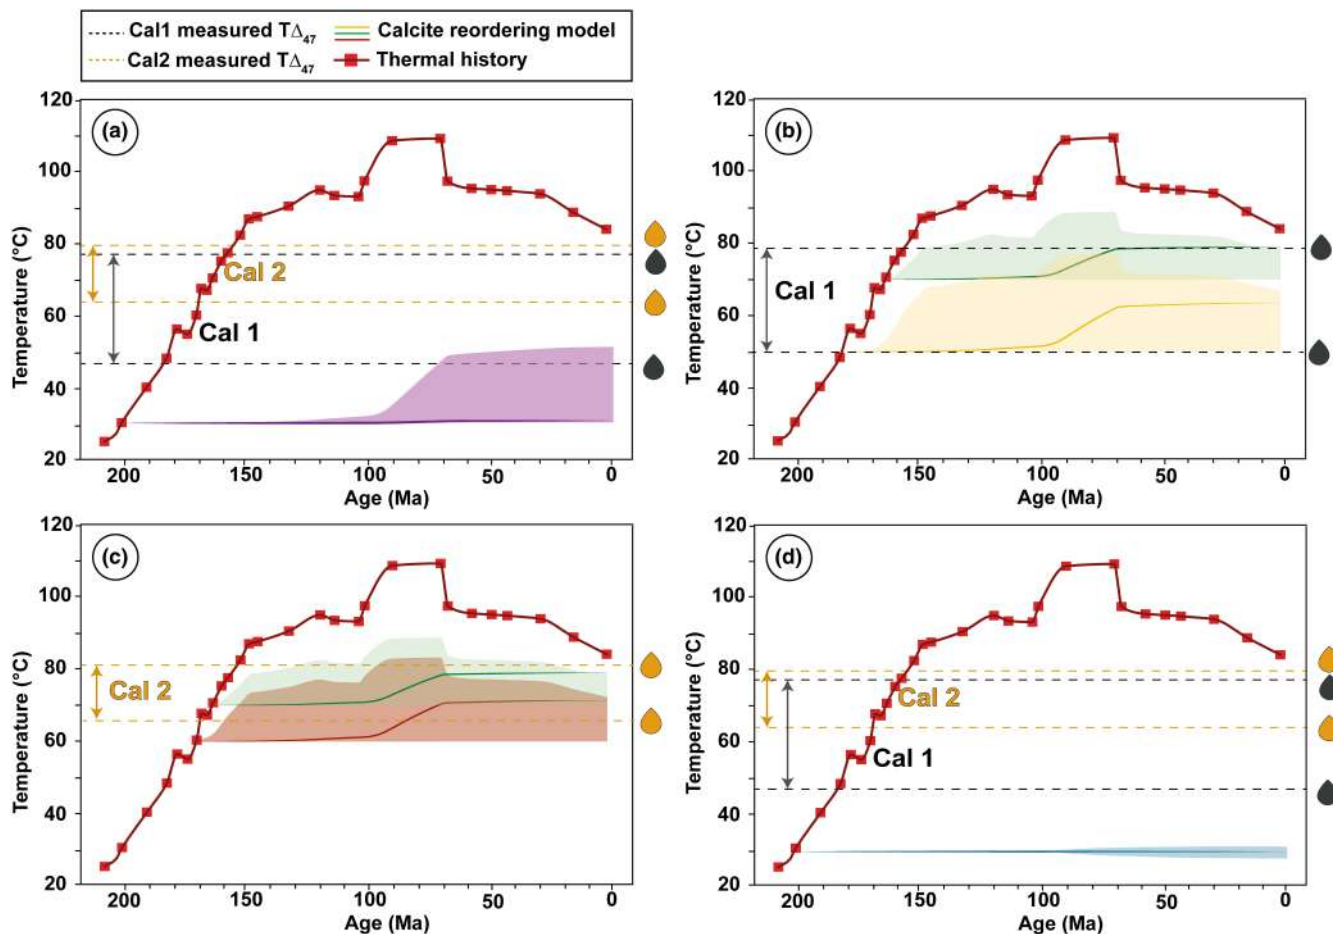 Cal1 measured TΔ47
Calcite reordering model
Cal2 measured TΔ47
Thermal history
(a)
Temperature (°C)
120
100
80
60
40
20
Cal 2
Cal 1
200
150
100
50
0
Age (Ma)
(b)
Temperature (°C)
120
100
80
60
40
20
Cal 1
200
150
100
50
0
Age (Ma)
(c)
Temperature (°C)
120
100
80
60
40
20
Cal 2
200
150
100
50
0
Age (Ma)
(d)
Temperature (°C)
120
100
80
60
40
20
Cal 2
Cal 1
200
150
100
50
0
Age (Ma)